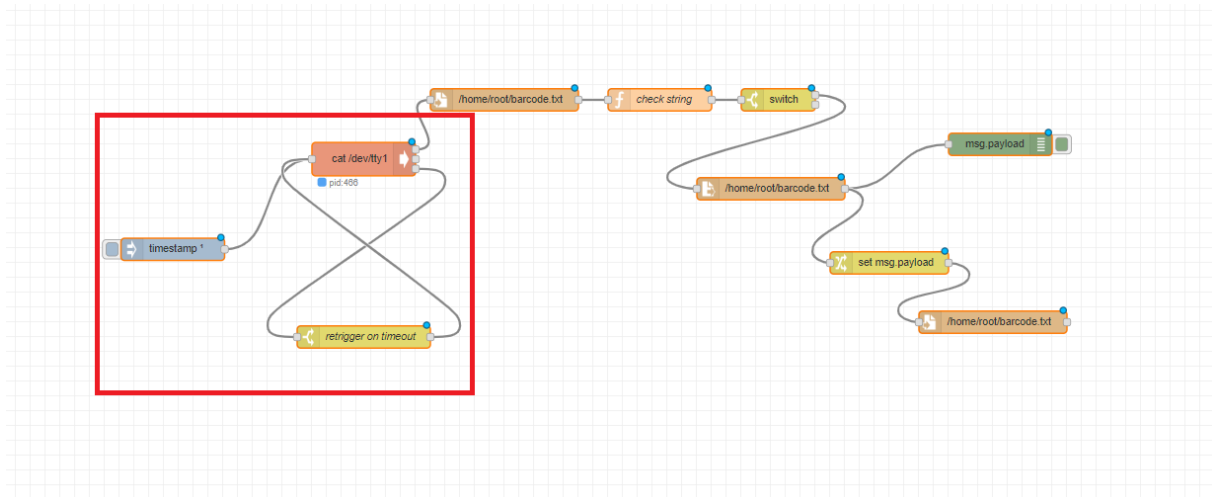 /home/root/barcode.txt
check string
switch
cat /dev/tty1
pid:466
msg.payload
/home/root/barcode.txt
timestamp *
set msg.payload
/home/root/barcode.txt
retrigger on timeout